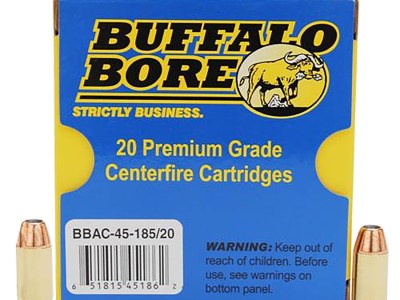 BUFFALO
BORE
STRICTLY BUSINESS.
20 Premium Grade
Centerfire Cartridges
BBAC-45-185/20
6 51815 45186 2
WARNING: Keep out of
reach of children. Before
use, see warnings on
bottom panel.